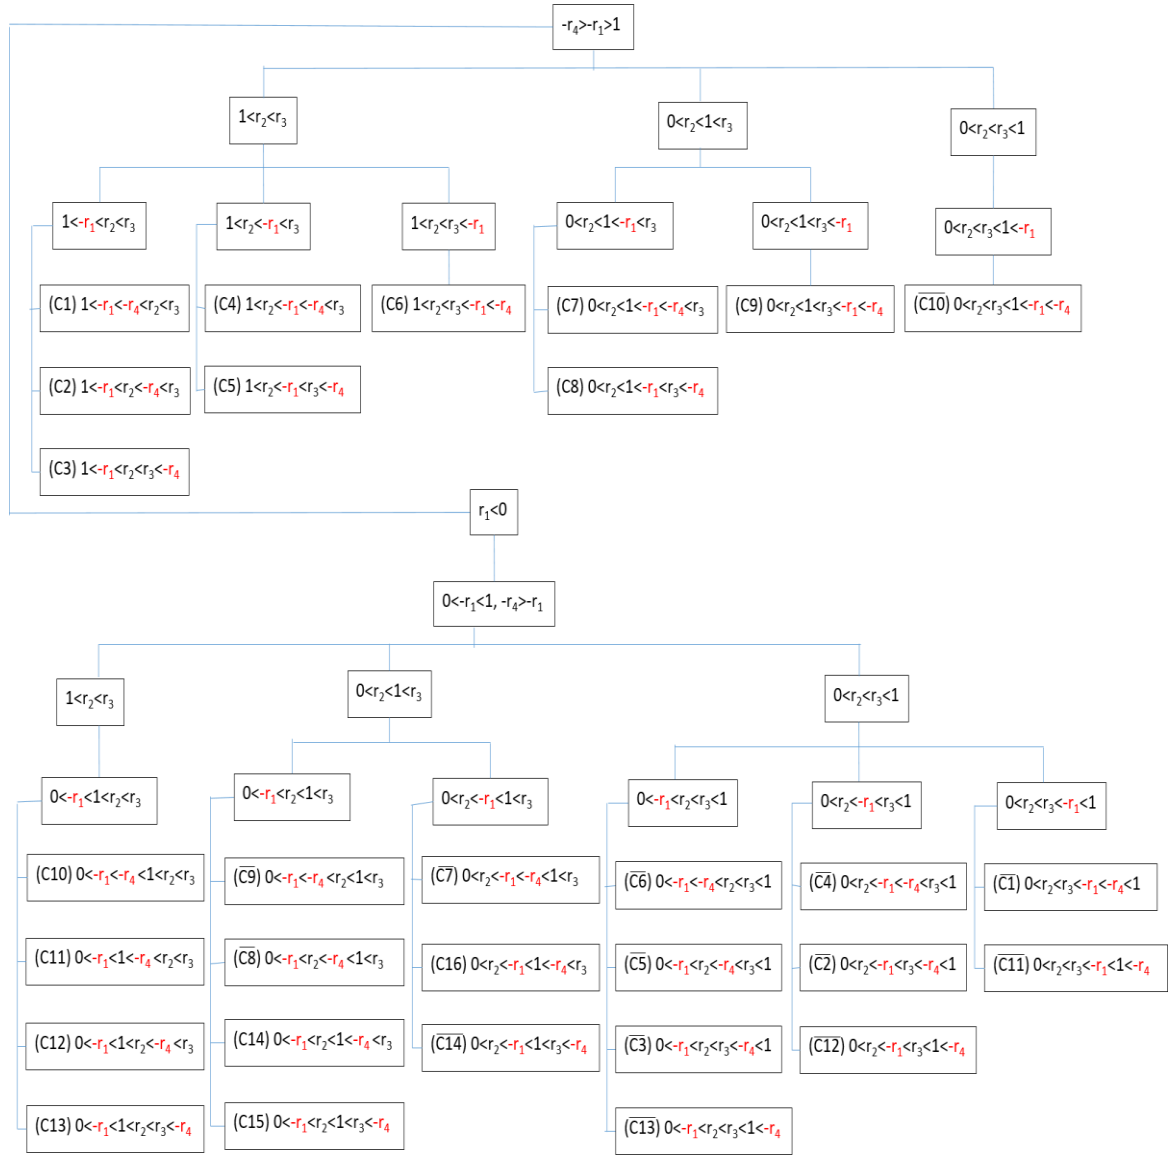 -r₄>-r₁>1
1<r₂<r₃
0<r₂<1<r₃
0<r₂<r₃<1
1<-r₁<r₂<r₃
1<r₂<-r₁<r₃
1<r₂<r₃<-r₁
0<r₂<1<-r₁<r₃
0<r₂<1<r₃<-r₁
0<r₂<r₃<1<-r₁
(C1) 1<-r₁<-r₄<r₂<r₃
(C4) 1<r₂<-r₁<-r₄<r₃
(C6) 1<r₂<r₃<-r₁<-r₄
(C7) 0<r₂<1<-r₁<-r₄<r₃
(C9) 0<r₂<1<r₃<-r₁<-r₄
(C̅1̅0̅) 0<r₂<r₃<1<-r₁<-r₄
(C2) 1<-r₁<r₂<-r₄<r₃
(C5) 1<r₂<-r₁<r₃<-r₄
(C8) 0<r₂<1<-r₁<r₃<-r₄
(C3) 1<-r₁<r₂<r₃<-r₄
r₁<0
0<-r₁<1, -r₄>-r₁
1<r₂<r₃
0<r₂<1<r₃
0<r₂<r₃<1
0<-r₁<1<r₂<r₃
0<-r₁<r₂<1<r₃
0<r₂<-r₁<1<r₃
0<-r₁<r₂<r₃<1
0<r₂<-r₁<r₃<1
0<r₂<r₃<-r₁<1
(C10) 0<-r₁<-r₄<1<r₂<r₃
(C̅9̅) 0<-r₁<-r₄<r₂<1<r₃
(C̅7̅) 0<r₂<-r₁<-r₄<1<r₃
(C̅6̅) 0<-r₁<-r₄<r₂<r₃<1
(C̅4̅) 0<r₂<-r₁<-r₄<r₃<1
(C̅1̅) 0<r₂<r₃<-r₁<-r₄<1
(C11) 0<-r₁<1<-r₄<r₂<r₃
(C̅8̅) 0<-r₁<r₂<-r₄<1<r₃
(C16) 0<r₂<-r₁<1<-r₄<r₃
(C̅5̅) 0<-r₁<r₂<-r₄<r₃<1
(C̅2̅) 0<r₂<-r₁<r₃<-r₄<1
(C̅1̅1̅) 0<r₂<r₃<-r₁<1<-r₄
(C12) 0<-r₁<1<r₂<-r₄<r₃
(C14) 0<-r₁<r₂<1<-r₄<r₃
(C̅1̅4̅) 0<r₂<-r₁<1<r₃<-r₄
(C̅3̅) 0<-r₁<r₂<r₃<-r₄<1
(C̅1̅2̅) 0<r₂<-r₁<r₃<1<-r₄
(C13) 0<-r₁<1<r₂<r₃<-r₄
(C15) 0<-r₁<r₂<1<r₃<-r₄
(C̅1̅3̅) 0<-r₁<r₂<r₃<1<-r₄